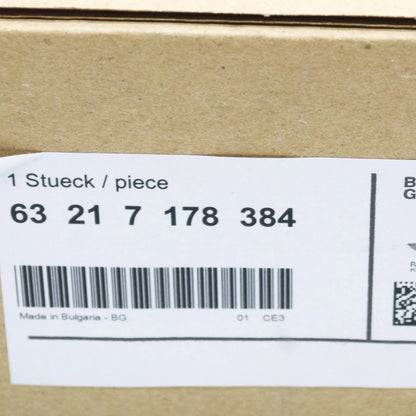 1 Stueck / piece
63 21 7 178 384
Made in Bulgaria - BG 01 CE3